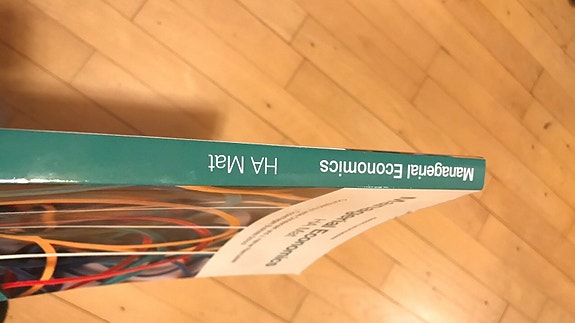 Managerial Economics HA Mat
Managerial Economics
HA Mat